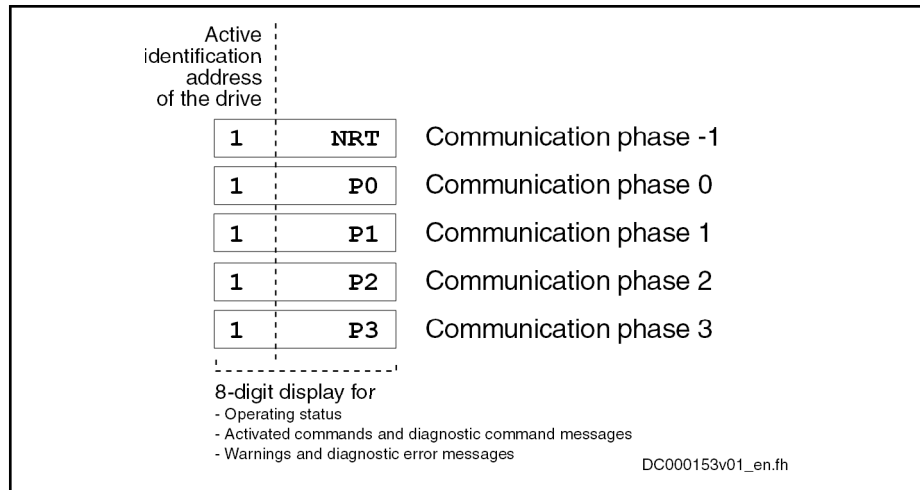 Active
identification
address
of the drive
1 NRT Communication phase -1
1 P0 Communication phase 0
1 P1 Communication phase 1
1 P2 Communication phase 2
1 P3 Communication phase 3
8-digit display for
- Operating status
- Activated commands and diagnostic command messages
- Warnings and diagnostic error messages
DC000153v01_en.fh